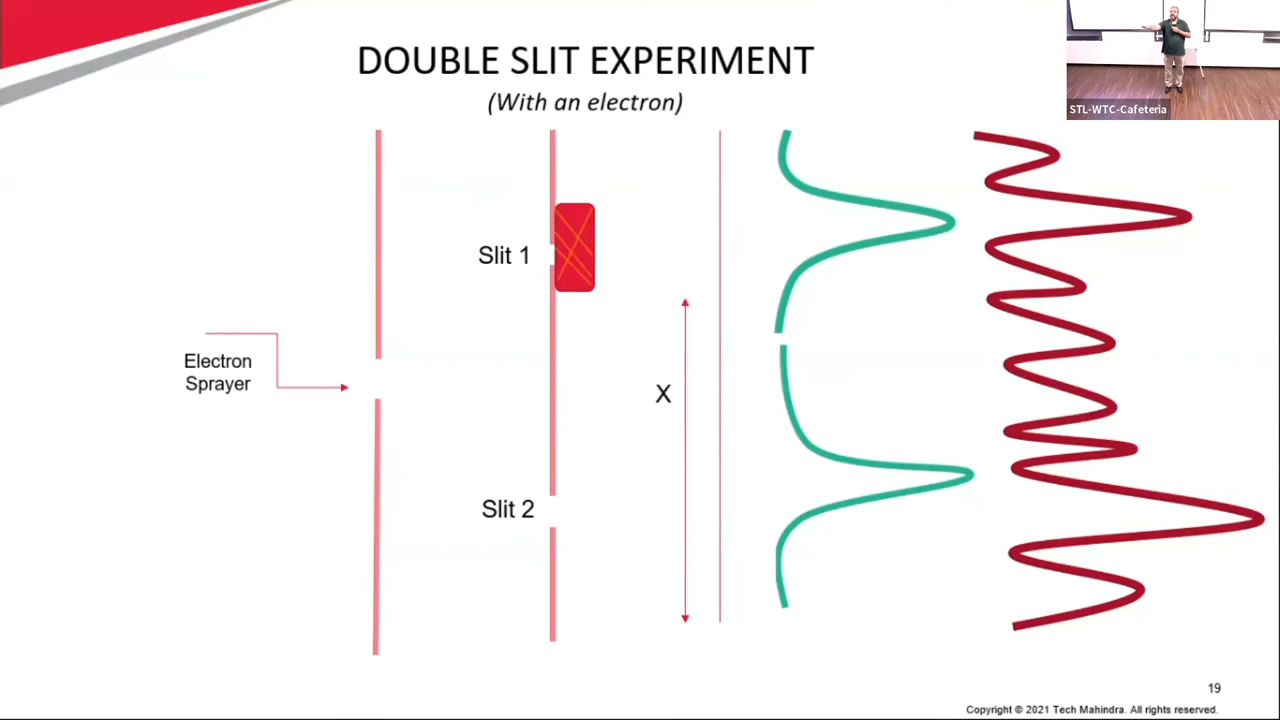 DOUBLE SLIT EXPERIMENT
(With an electron)
STL-WTC-Cafeteria
Slit 1
Electron
Sprayer
X
Slit 2
19
Copyright © 2021 Tech Mahindra. All rights reserved.